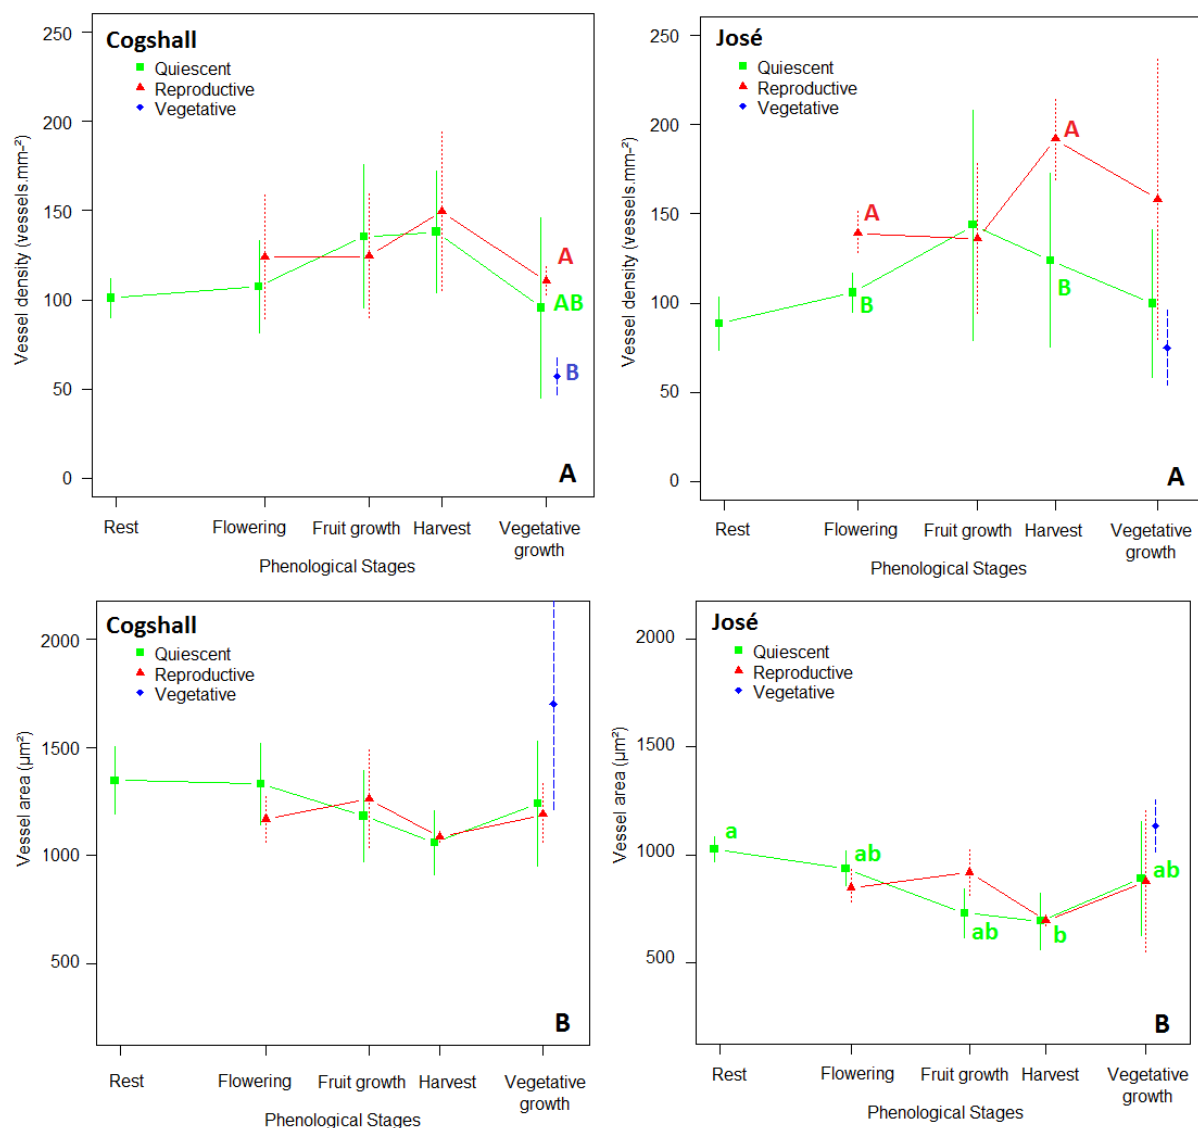 Cogshall
Quiescent
Reproductive
Vegetative
Vessel density (vessels.mm-²)
250
200
150
100
50
0
A
AB
B
A
Rest
Flowering
Fruit growth
Harvest
Vegetative
growth
Phenological Stages
José
Quiescent
Reproductive
Vegetative
Vessel density (vessels.mm-²)
250
200
150
100
50
0
A
B
A
B
A
Rest
Flowering
Fruit growth
Harvest
Vegetative
growth
Phenological Stages
Cogshall
Quiescent
Reproductive
Vegetative
Vessel area (µm²)
2000
1500
1000
500
B
Rest
Flowering
Fruit growth
Harvest
Vegetative
growth
Phenological Stages
José
Quiescent
Reproductive
Vegetative
Vessel area (µm²)
2000
1500
1000
500
a
ab
ab
b
ab
B
Rest
Flowering
Fruit growth
Harvest
Vegetative
growth
Phenological Stages